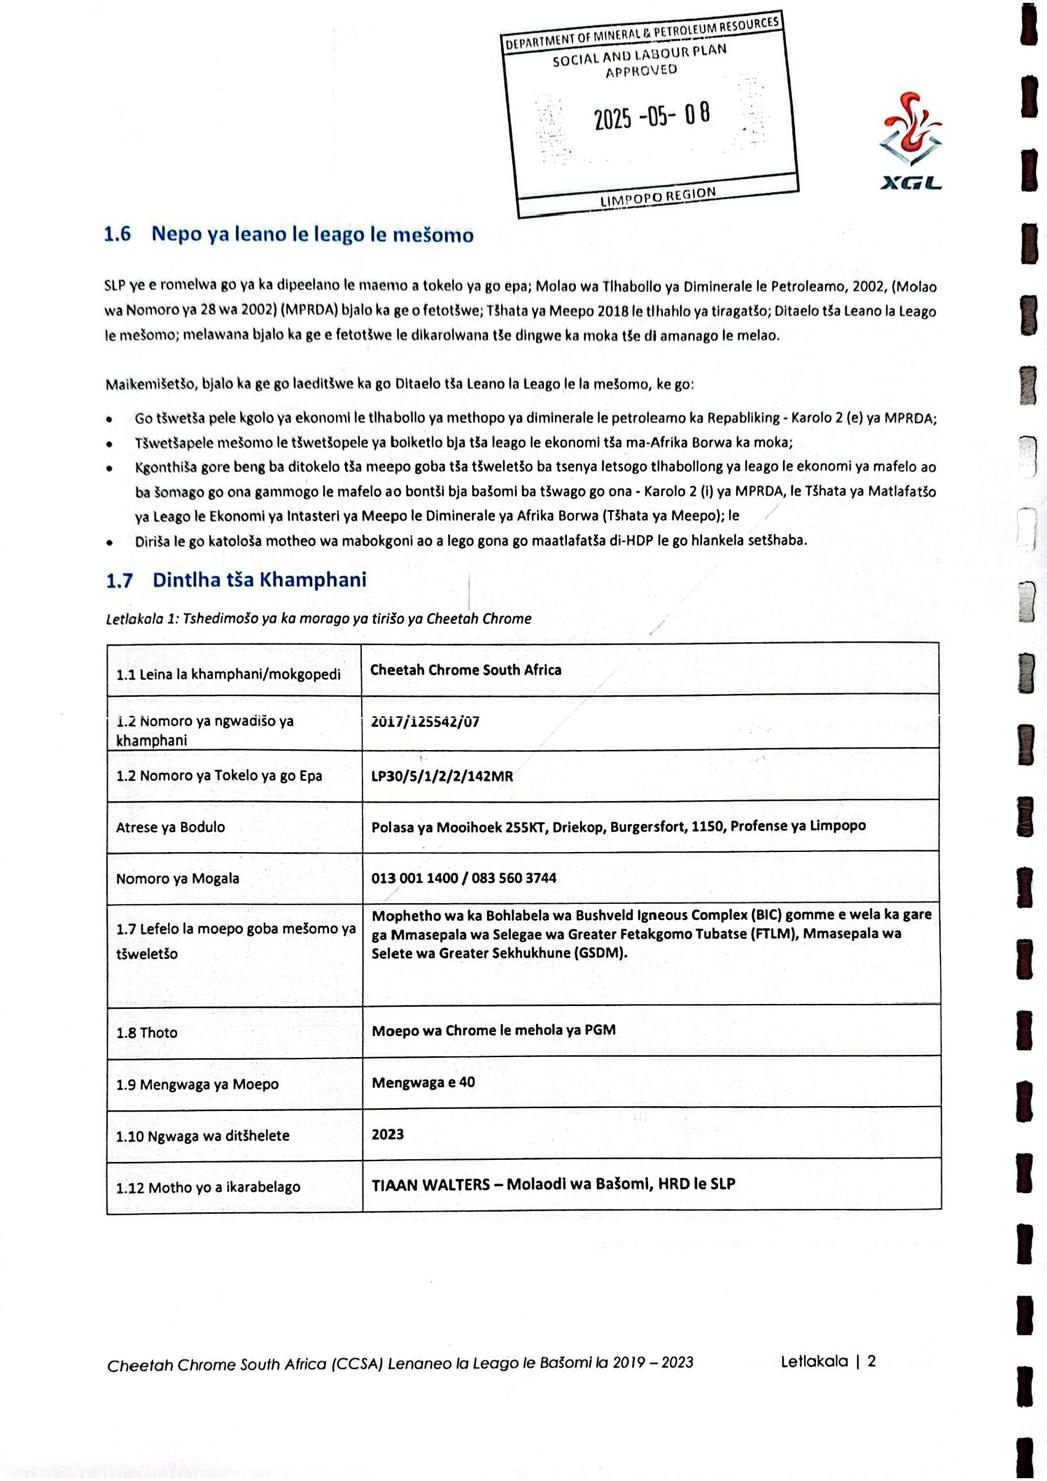 DEPARTMENT OF MINERAL & PETROLEUM RESOURCES
SOCIAL AND LABOUR PLAN
APPROVED
2025 -05- 08
LIMPOPO REGION
XGL
1.6 Nepo ya leano le leago le mešomo
SLP ye e romelwa go ya ka dipeelano le maemo a tokelo ya go epa; Molao wa Tlhabollo ya Diminerale le Petroleamo, 2002, (Molao
wa Nomoro ya 28 wa 2002) (MPRDA) bjalo ka ge o fetotšwe; Tšhata ya Meepo 2018 le tlhahlo ya tiragatšo; Ditaelo tša Leano la Leago
le mešomo; melawana bjalo ka ge e fetotšwe le dikarolwana tše dingwe ka moka tše di amanago le melao.
Maikemišetšo, bjalo ka ge go laeditšwe ka go Ditaelo tša Leano la Leago le la mešomo, ke go:
• Go tšwetša pele kgolo ya ekonomi le tlhabollo ya methopo ya diminerale le petroleamo ka Repabliking - Karolo 2 (e) ya MPRDA;
• Tšwetšapele mešomo le tšwetšopele ya boiketlo bja tša leago le ekonomi tša ma-Afrika Borwa ka moka;
• Kgonthiša gore beng ba ditokelo tša meepo goba tša tšweletšo ba tsenya letsogo tlhabollong ya leago le ekonomi ya mafelo ao
ba šomago go ona gammogo le mafelo ao bontši bja bašomi ba tšwago go ona - Karolo 2 (i) ya MPRDA, le Tšhata ya Matlafatšo
ya Leago le Ekonomi ya Intasteri ya Meepo le Diminerale ya Afrika Borwa (Tšhata ya Meepo); le
• Diriša le go katološa motheo wa mabokgoni ao a lego gona go maatlafatša di-HDP le go hlankela setšhaba.
1.7 Dintlha tša Khamphani
Letlakala 1: Tshedimošo ya ka morago ya tirišo ya Cheetah Chrome
1.1 Leina la khamphani/mokgopedi
Cheetah Chrome South Africa
1.2 Nomoro ya ngwadišo ya
khamphani
2017/125542/07
1.2 Nomoro ya Tokelo ya go Epa
LP30/5/1/2/2/142MR
Atrese ya Bodulo
Polasa ya Mooihoek 255KT, Driekop, Burgersfort, 1150, Profense ya Limpopo
Nomoro ya Mogala
013 001 1400 / 083 560 3744
1.7 Lefelo la moepo goba mešomo ya
tšweletšo
Mophetho wa ka Bohlabela wa Bushveld Igneous Complex (BIC) gomme e wela ka gare
ga Mmasepala wa Selegae wa Greater Fetakgomo Tubatse (FTLM), Mmasepala wa
Selete wa Greater Sekhukhune (GSDM).
1.8 Thoto
Moepo wa Chrome le mehola ya PGM
1.9 Mengwaga ya Moepo
Mengwaga e 40
1.10 Ngwaga wa ditšhelete
2023
1.12 Motho yo a ikarabelago
TIAAN WALTERS – Molaodi wa Bašomi, HRD le SLP
Cheetah Chrome South Africa (CCSA) Lenaneo la Leago le Bašomi la 2019 – 2023
Letlakala | 2